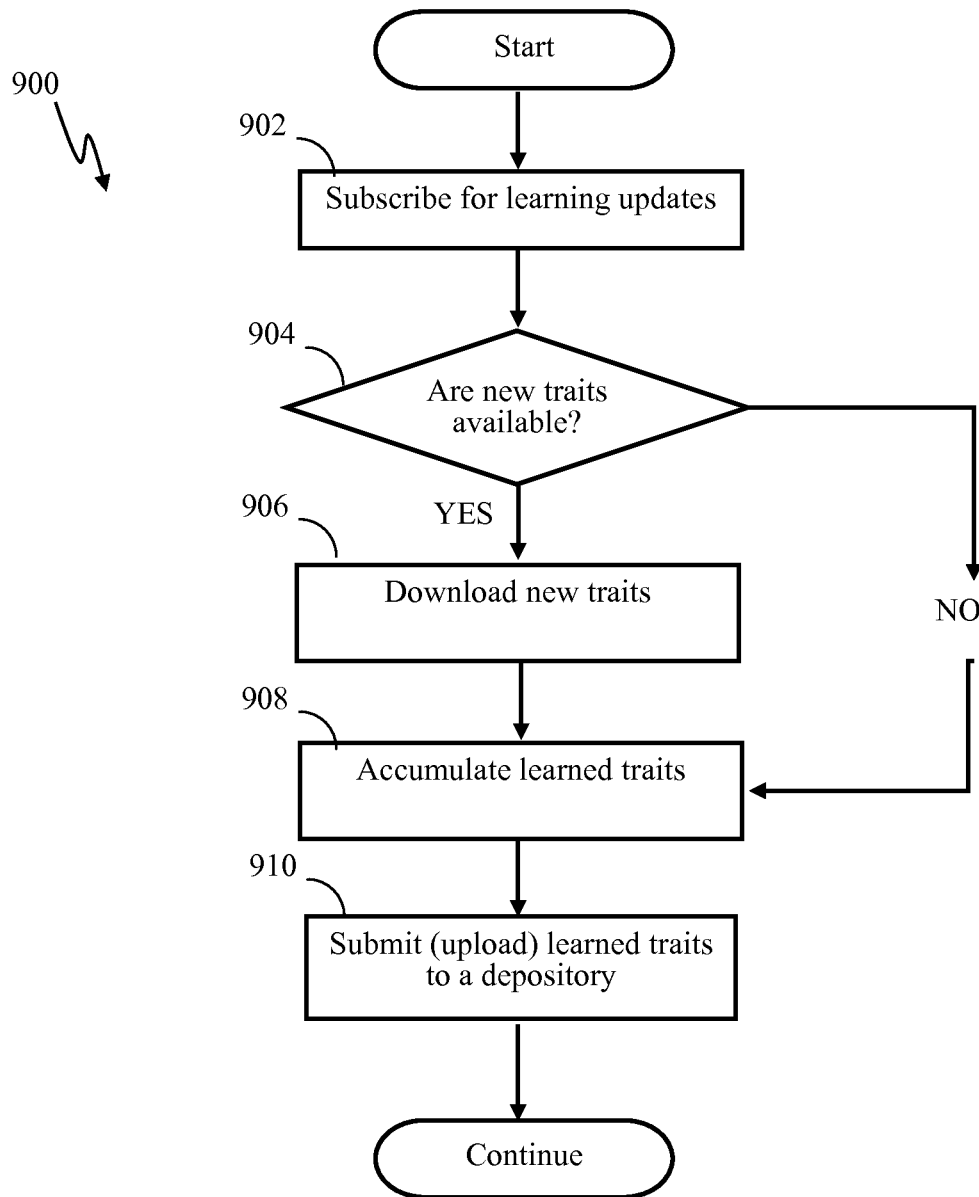 Start
900
902
Subscribe for learning updates
904
Are new traits
available?
906
YES
Download new traits
NO
908
Accumulate learned traits
910
Submit (upload) learned traits
to a depository
Continue